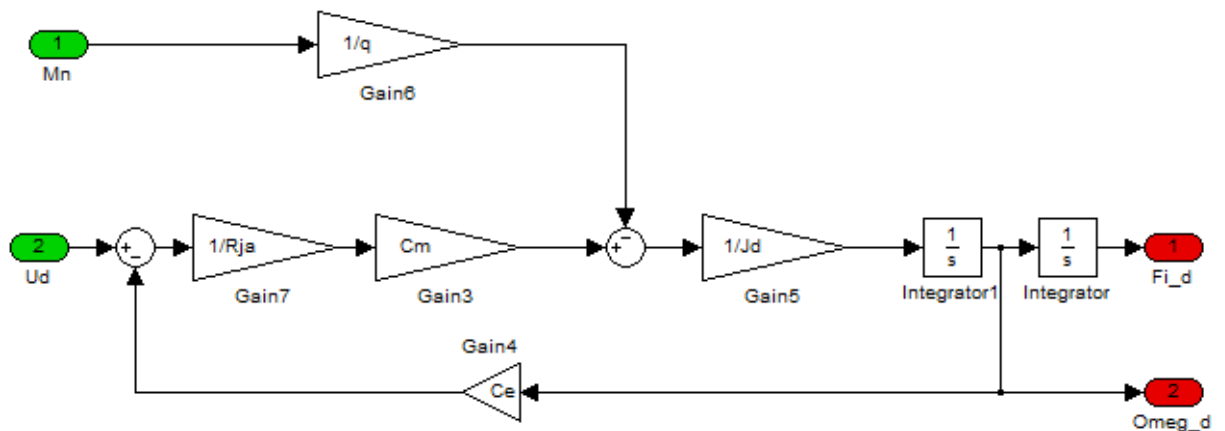 1
Mn
1/q
Gain6
2
Ud
+
−
1/Rja
Gain7
Cm
Gain3
−
+
1/Jd
Gain5
1
s
Integrator1
1
s
Integrator
1
Fi_d
Gain4
Ce
2
Omeg_d